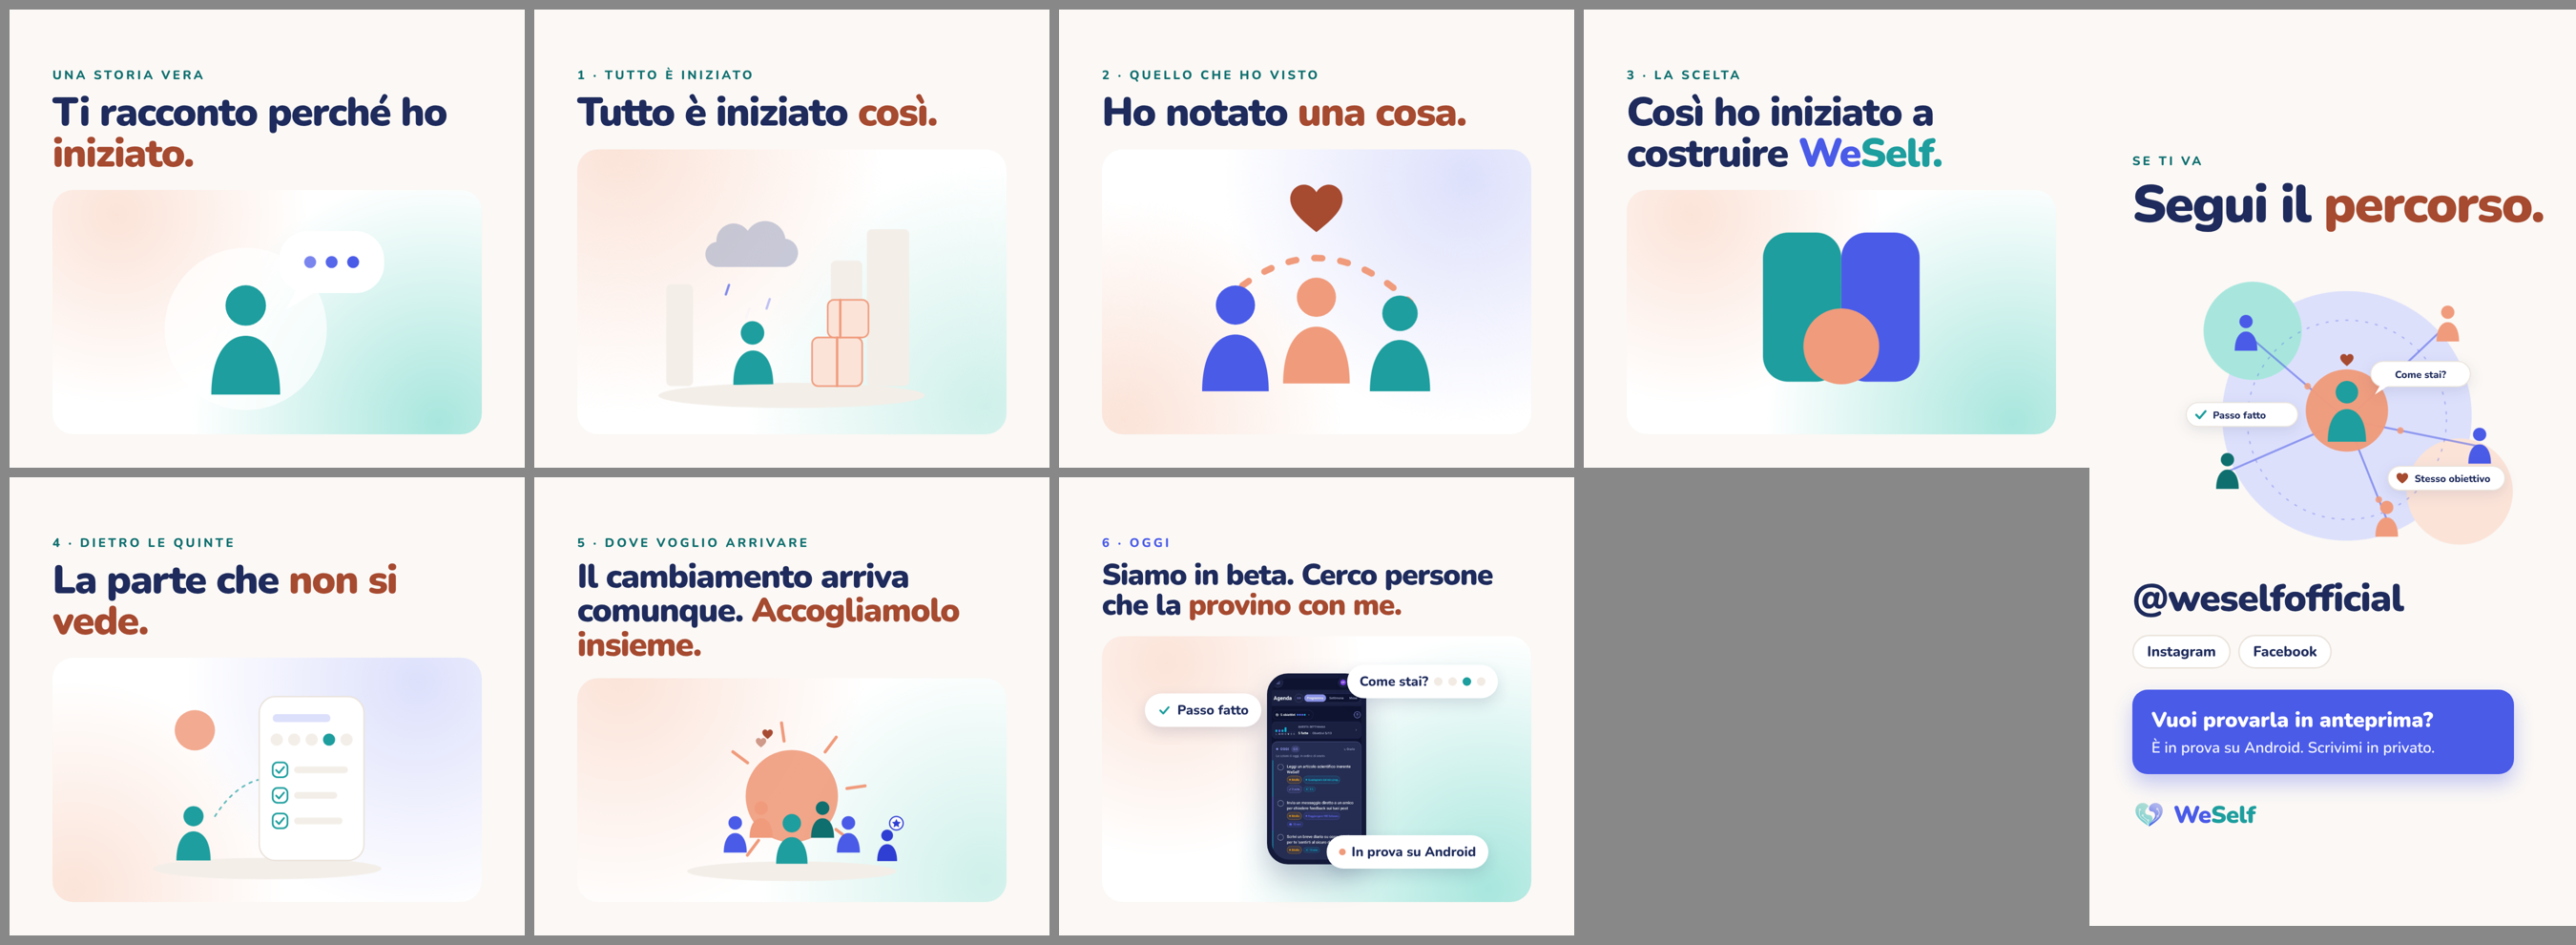 UNA STORIA VERA
Ti racconto perché ho
iniziato.
1 · TUTTO È INIZIATO
Tutto è iniziato così.
2 · QUELLO CHE HO VISTO
Ho notato una cosa.
3 · LA SCELTA
Così ho iniziato a
costruire WeSelf.
SE TI VA
Segui il percorso.
Come stai?
Passo fatto
Stesso obiettivo
@weselfofficial
Instagram
Facebook
Vuoi provarla in anteprima?
È in prova su Android. Scrivimi in privato.
WeSelf
4 · DIETRO LE QUINTE
La parte che non si
vede.
5 · DOVE VOGLIO ARRIVARE
Il cambiamento arriva
comunque. Accogliamolo
insieme.
6 · OGGI
Siamo in beta. Cerco persone
che la provino con me.
Come stai?
Passo fatto
Agenda
In prova su Android